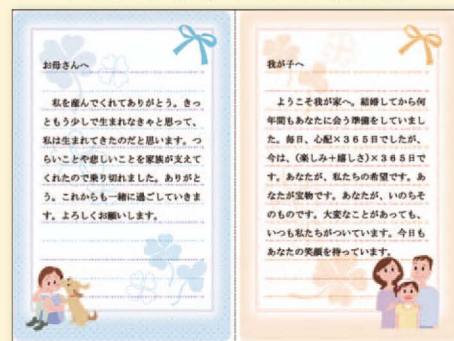 お母さんへ
私を産んでくれてありがとう。きっ
ともう少しで生まれなきゃと思って、
私は生まれてきたのだと思います。つ
らいことや悲しいことを家族が支えて
くれたので乗り切れました。ありがと
う。これからも一緒に過ごしていきま
す。よろしくお願いします。
我が子へ
ようこそ我が家へ。結婚してから何
年間もあなたに会う準備をしていまし
た。毎日、心配×365日でしたが、
今は、(楽しみ+嬉しさ)×365日で
す。あなたが、私たちの希望です。あ
なたが宝物です。あなたが、いのちそ
のものです。大変なことがあっても、
いつも私たちがついています。今日も
あなたの笑顔を待っています。